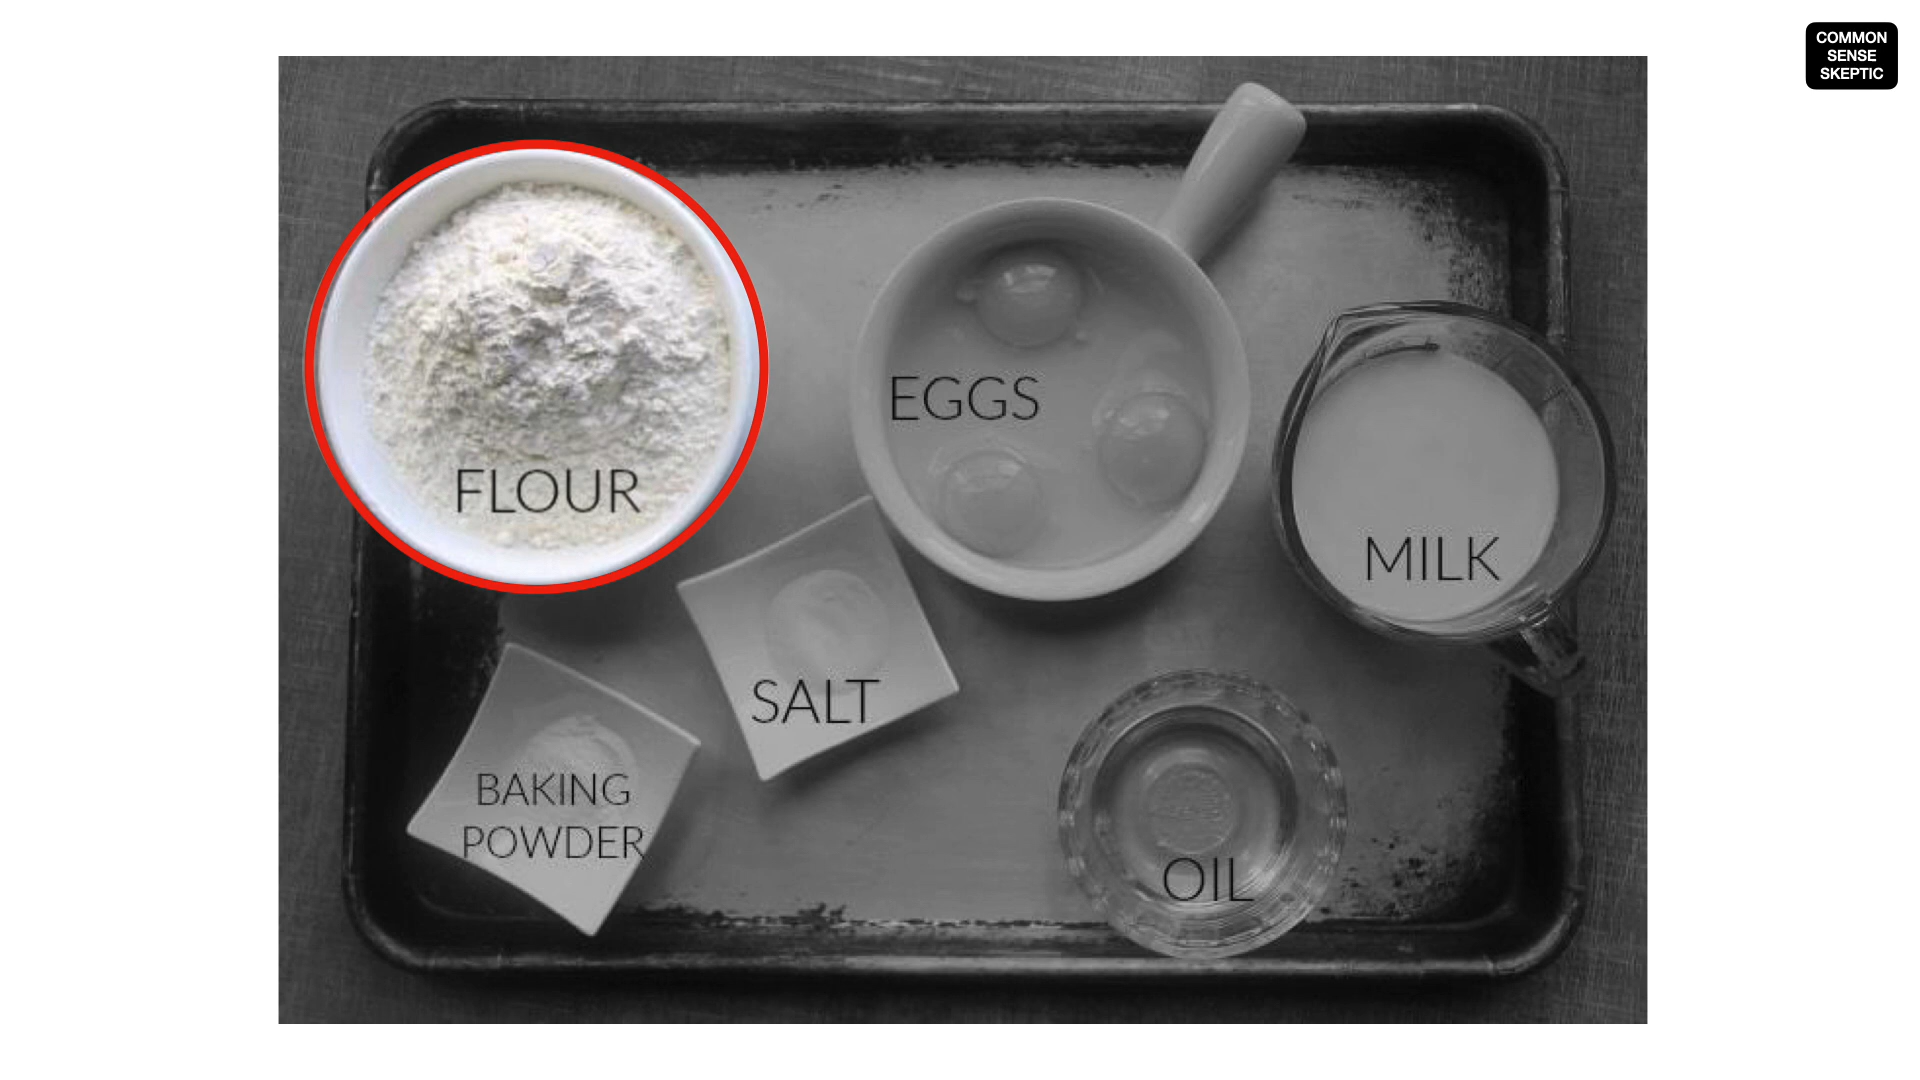 COMMON
SENSE
SKEPTIC
FLOUR
EGGS
MILK
SALT
BAKING
POWDER
OIL